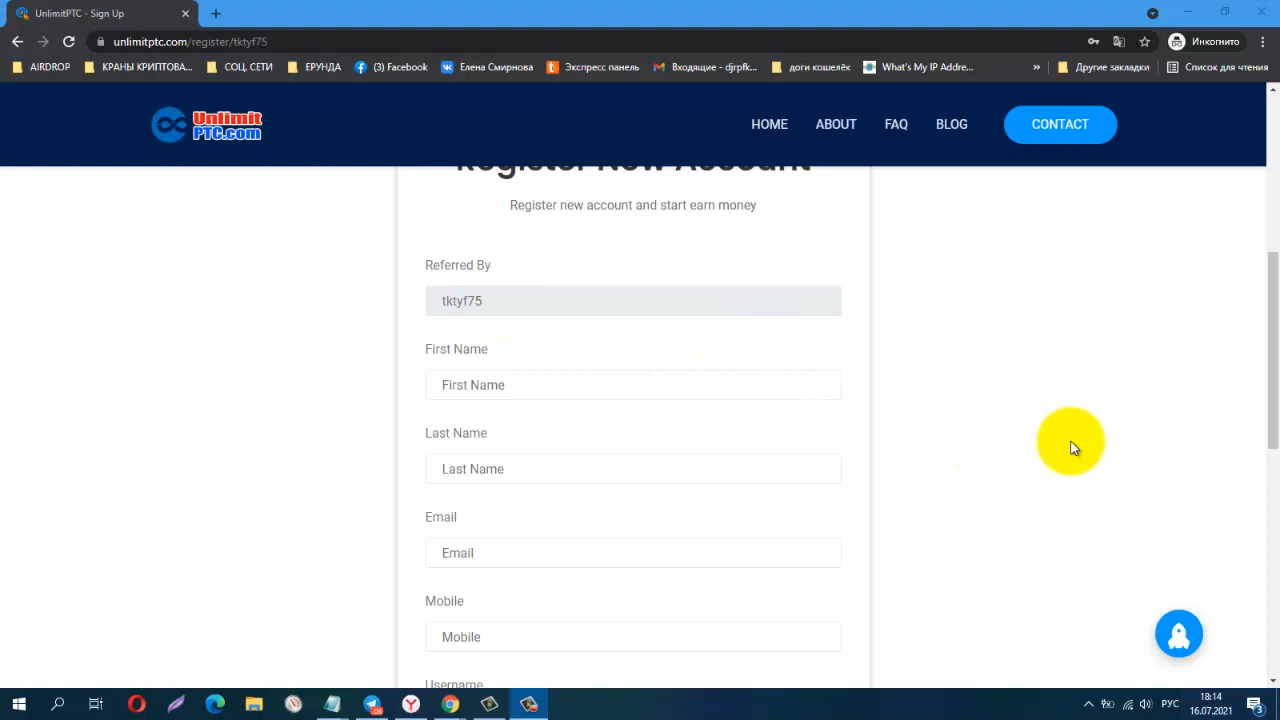 UnlimitPTC - Sign Up
unlimitptc.com/register/tktyf75
Инкогнито
AIRDROP
КРАНЫ КРИПТОВА...
СОЦ.СЕТИ
ЕРУНДА
(3) Facebook
Елена Смирнова
Экспресс панель
Входящие - djrpfk...
доги кошелёк
What's My IP Addre...
»
Другие закладки
Список для чтения
Unlimit
PTC.com
HOME
ABOUT
FAQ
BLOG
CONTACT
Register New Account
Register new account and start earn money
Referred By
tktyf75
First Name
First Name
Last Name
Last Name
Email
Email
Mobile
Mobile
Username
РУС
18:14
16.07.2021